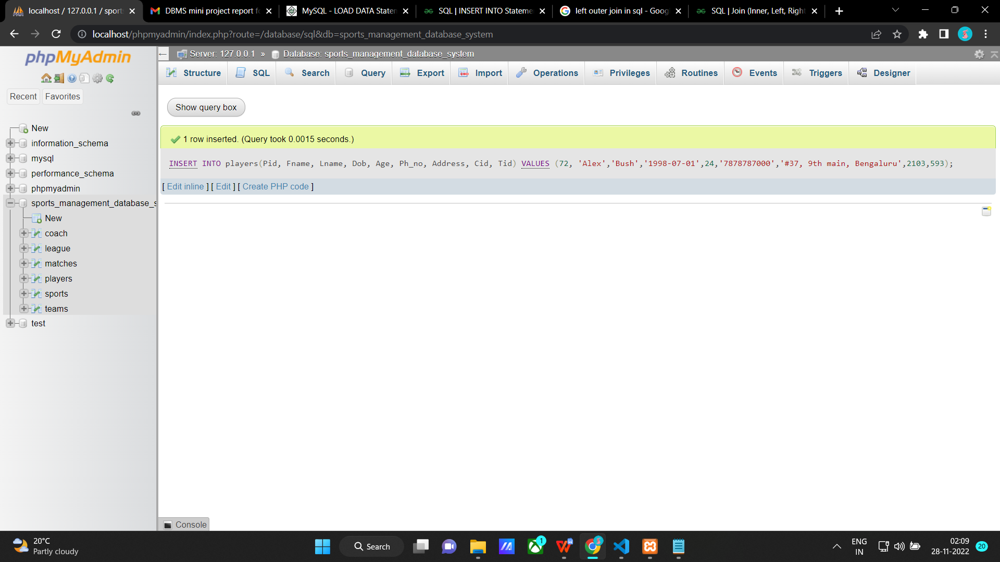 localhost / 127.0.0.1 / sport
DBMS mini project report fo
MySQL - LOAD DATA Staten
SQL | INSERT INTO Stateme
left outer join in sql - Goog
SQL | Join (Inner, Left, Right
localhost/phpmyadmin/index.php?route=/database/sql&db=sports_management_database_system
phpMyAdmin
Recent
Favorites
New
information_schema
mysql
performance_schema
phpmyadmin
sports_management_database_s
New
coach
league
matches
players
sports
teams
test
Server: 127.0.0.1 » Database: sports_management_database_system
Structure
SQL
Search
Query
Export
Import
Operations
Privileges
Routines
Events
Triggers
Designer
Show query box
1 row inserted. (Query took 0.0015 seconds.)
INSERT INTO players(Pid, Fname, Lname, Dob, Age, Ph_no, Address, Cid, Tid) VALUES (72, 'Alex','Bush','1998-07-01',24,'7878787000','#37, 9th main, Bengaluru',2103,593);
[ Edit inline ] [ Edit ] [ Create PHP code ]
Console
20°C
Partly cloudy
Search
1
ENG
IN
02:09
28-11-2022
20